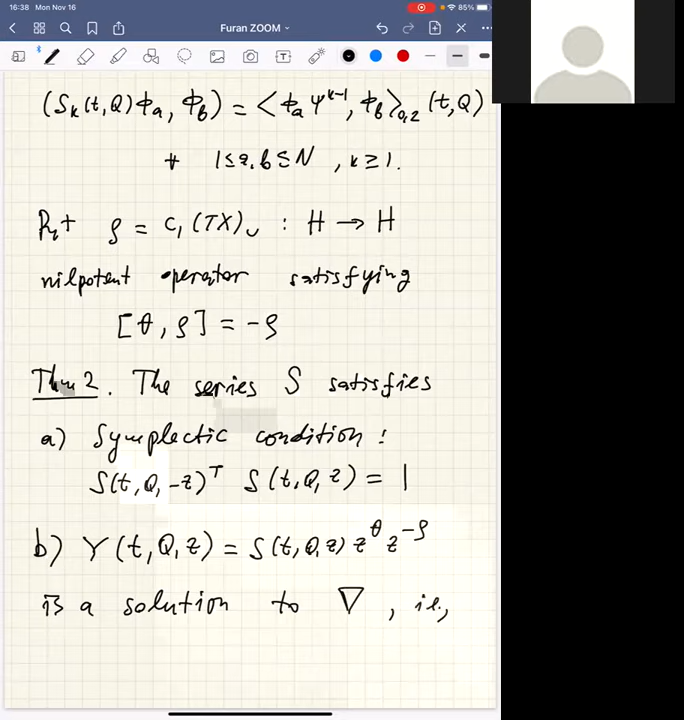 16:38 Mon Nov 16
85%
Furan ZOOM
(S_k(t,Q)ϕ_a, ϕ_b) = <ϕ_a ψ^{k-1}, ϕ_b>_{0,2} (t,Q)
∀ 1≤a,b≤N, k≥1.
Put ρ = c_1(TX)∪ : H → H
nilpotent operator satisfying
[θ, ρ] = -ρ
Thm 2. The series S satisfies
a) Symplectic condition:
S(t,Q,-z)^T S(t,Q,z) = 1
b) Y(t,Q,z) = S(t,Q,z) z^θ z^{-ρ}
is a solution to ∇, i.e.,